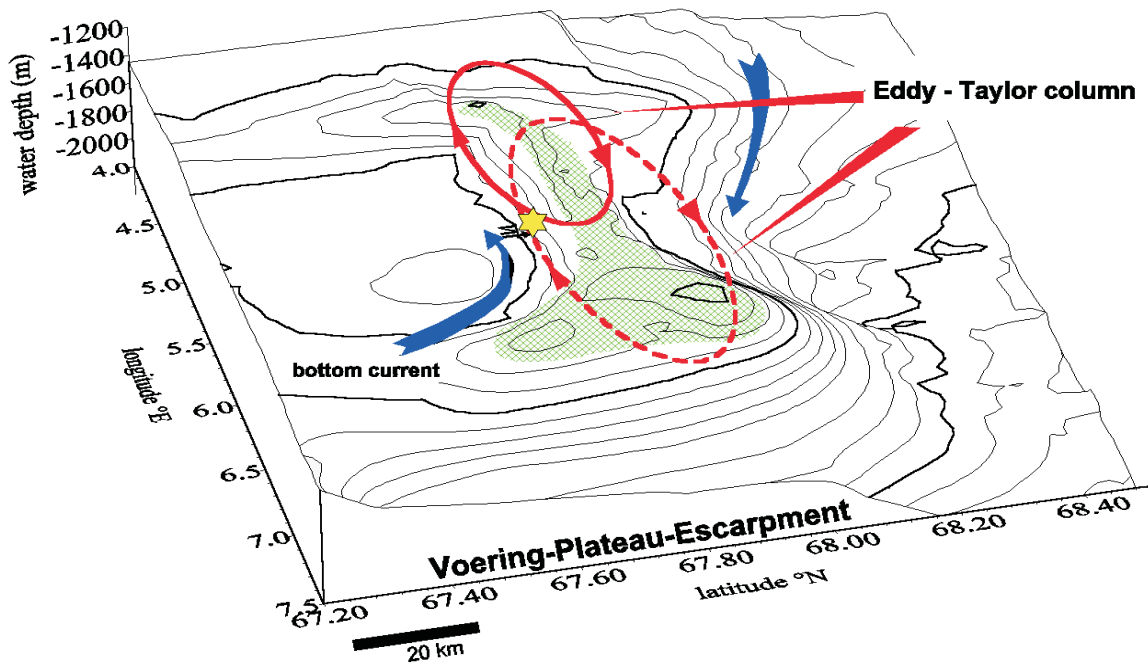 -1200
-1400
-1600
-1800
-2000
water depth (m)
4.0
4.5
5.0
5.5
6.0
6.5
7.0
7.5
longitude °E
Eddy - Taylor column
bottom current
Voering-Plateau-Escarpment
67.20
67.40
67.60
67.80
68.00
68.20
68.40
latitude °N
20 km